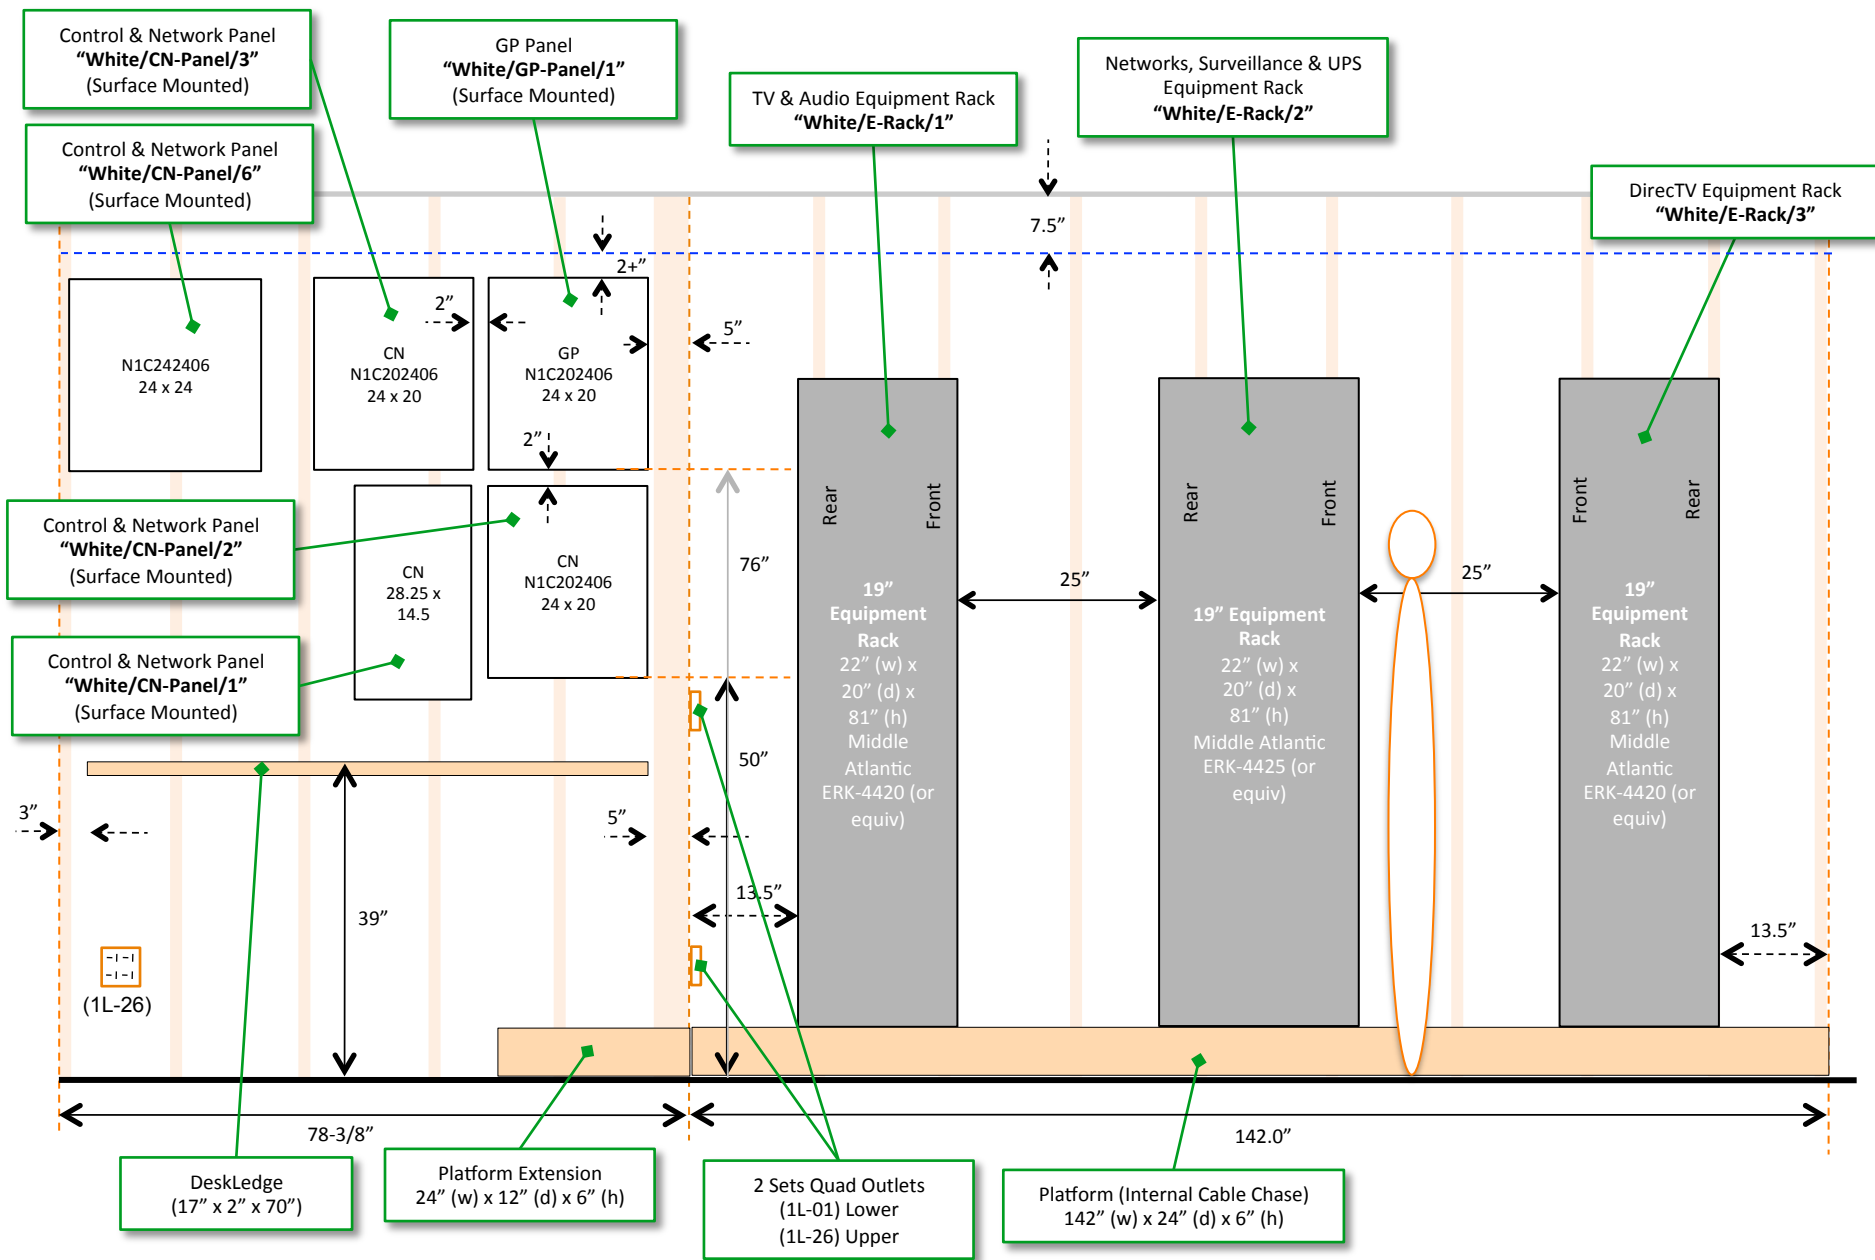 Control & Network Panel
“White/CN-Panel/3”
(Surface Mounted)
GP Panel
“White/GP-Panel/1”
(Surface Mounted)
TV & Audio Equipment Rack
“White/E-Rack/1”
Networks, Surveillance & UPS
Equipment Rack
“White/E-Rack/2”
Control & Network Panel
“White/CN-Panel/6”
(Surface Mounted)
DirecTV Equipment Rack
“White/E-Rack/3”
7.5”
2+”
2”
5”
N1C242406
24 x 24
CN
N1C202406
24 x 20
GP
N1C202406
24 x 20
2”
Control & Network Panel
“White/CN-Panel/2”
(Surface Mounted)
CN
28.25 x
14.5
CN
N1C202406
24 x 20
76”
Rear
Front
Rear
Front
Front
Rear
25”
25”
19”
Equipment
Rack
22” (w) x
20” (d) x
81” (h)
Middle
Atlantic
ERK-4420 (or
equiv)
19” Equipment
Rack
22” (w) x
20” (d) x
81” (h)
Middle Atlantic
ERK-4425 (or
equiv)
19”
Equipment
Rack
22” (w) x
20” (d) x
81” (h)
Middle
Atlantic
ERK-4420 (or
equiv)
Control & Network Panel
“White/CN-Panel/1”
(Surface Mounted)
50”
3”
5”
39”
13.5”
13.5”
(1L-26)
78-3/8”
142.0”
DeskLedge
(17” x 2” x 70”)
Platform Extension
24” (w) x 12” (d) x 6” (h)
2 Sets Quad Outlets
(1L-01) Lower
(1L-26) Upper
Platform (Internal Cable Chase)
142” (w) x 24” (d) x 6” (h)